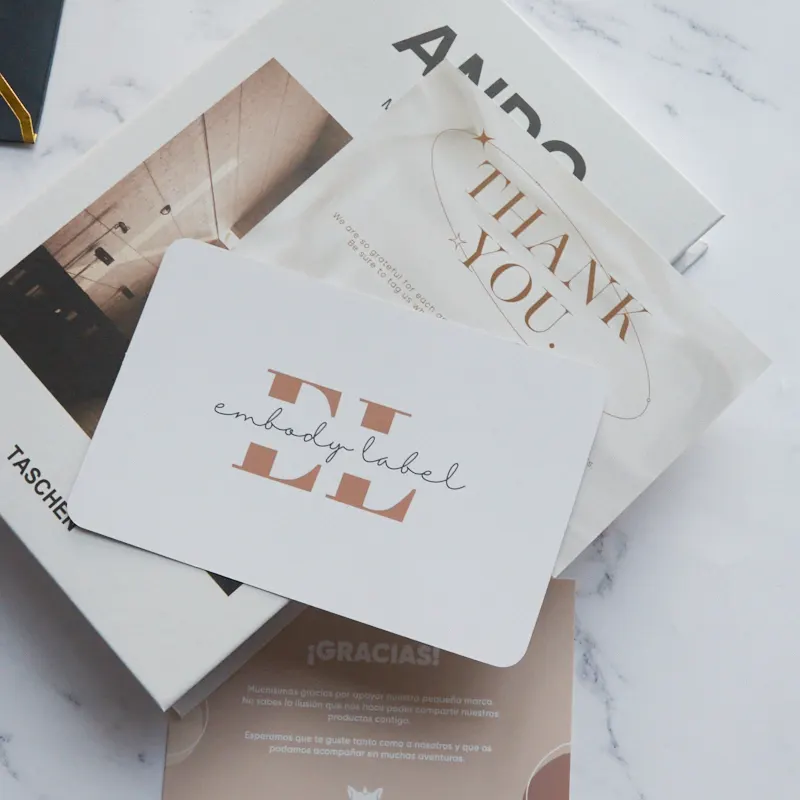 ANDO
TASCHEN
THANK
YOU.
We are so grateful for each
Be sure to tag us
EL
embody label
¡GRACIAS!
Muchísimas gracias por apoyar nuestra pequeña marca.
No sabes la ilusión que nos hace poder compartir nuestros
productos contigo.
Esperamos que te guste tanto como a nosotros y que os
podamos acompañar en muchas aventuras.